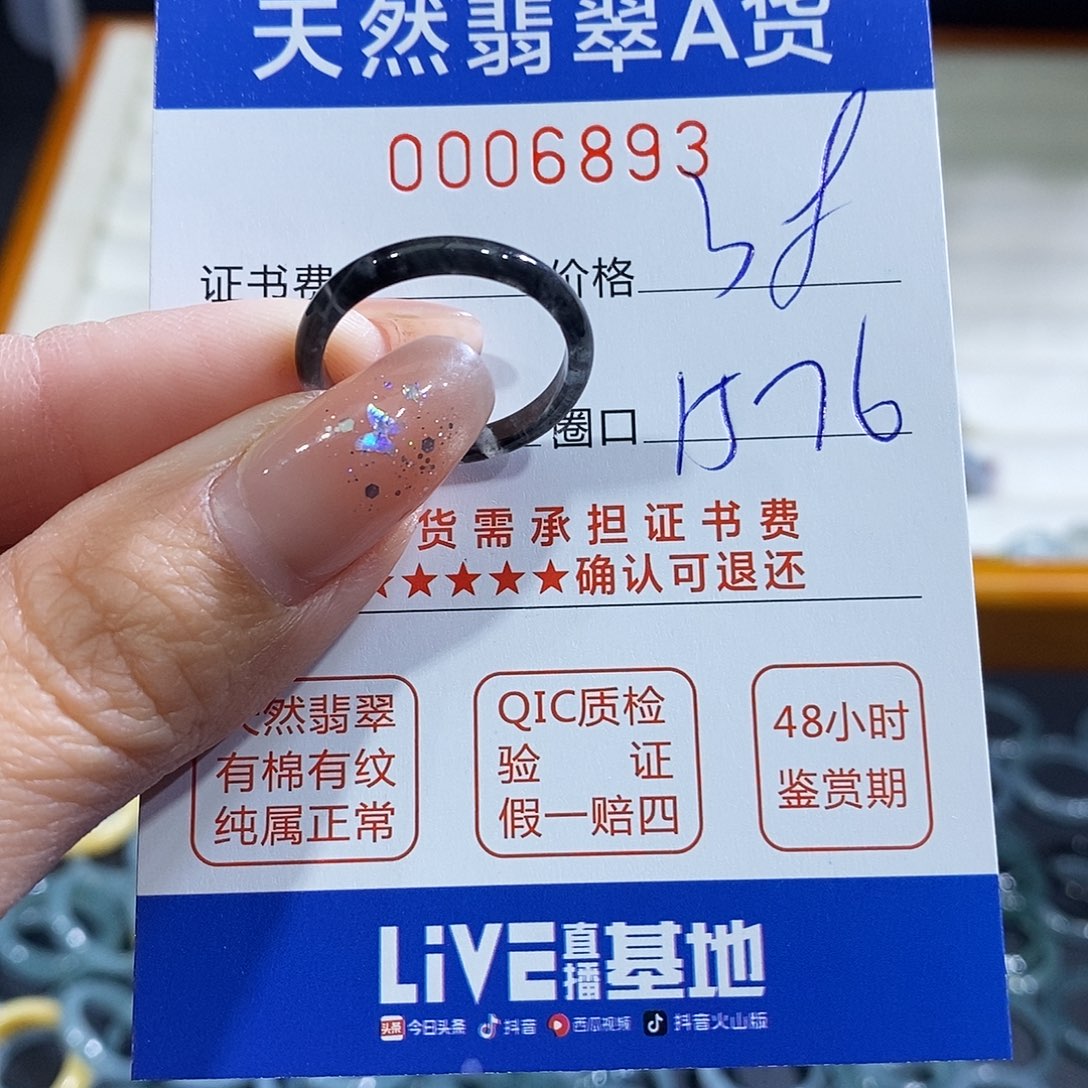 天然翡翠A货
0006893
证书费 价格
圈口 1576
货需承担证书费
★★★★★确认可退还
然翡翠
有棉有纹
纯属正常
QIC质检
验 证
假一赔四
48小时
鉴赏期
LiVE直播基地
头条 今日头条 抖音 西瓜视频 抖音火山版